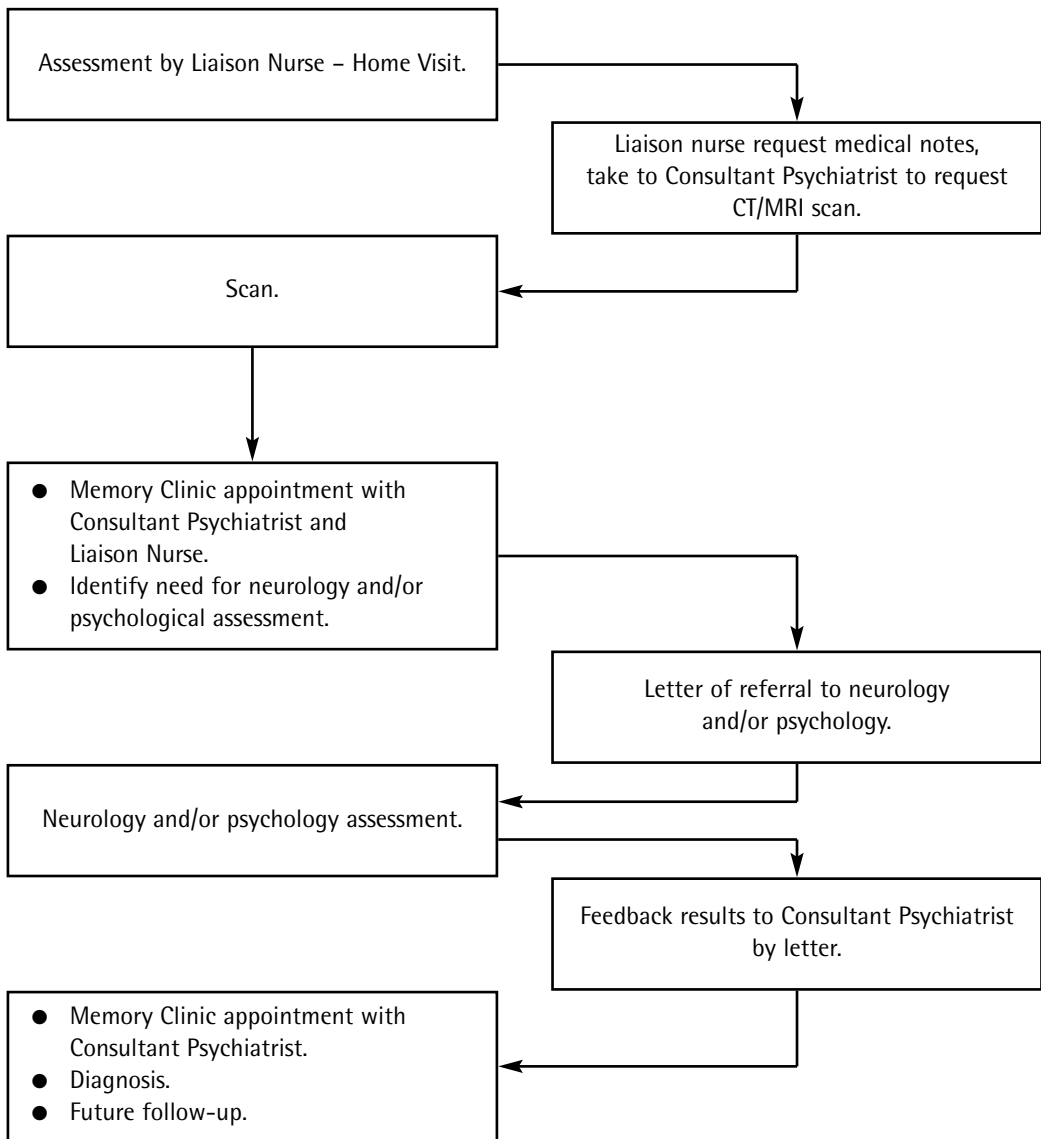 Assessment by Liaison Nurse – Home Visit.
Liaison nurse request medical notes,
take to Consultant Psychiatrist to request
CT/MRI scan.
Scan.
● Memory Clinic appointment with
Consultant Psychiatrist and
Liaison Nurse.
● Identify need for neurology and/or
psychological assessment.
Letter of referral to neurology
and/or psychology.
Neurology and/or psychology assessment.
Feedback results to Consultant Psychiatrist
by letter.
● Memory Clinic appointment with
Consultant Psychiatrist.
● Diagnosis.
● Future follow-up.